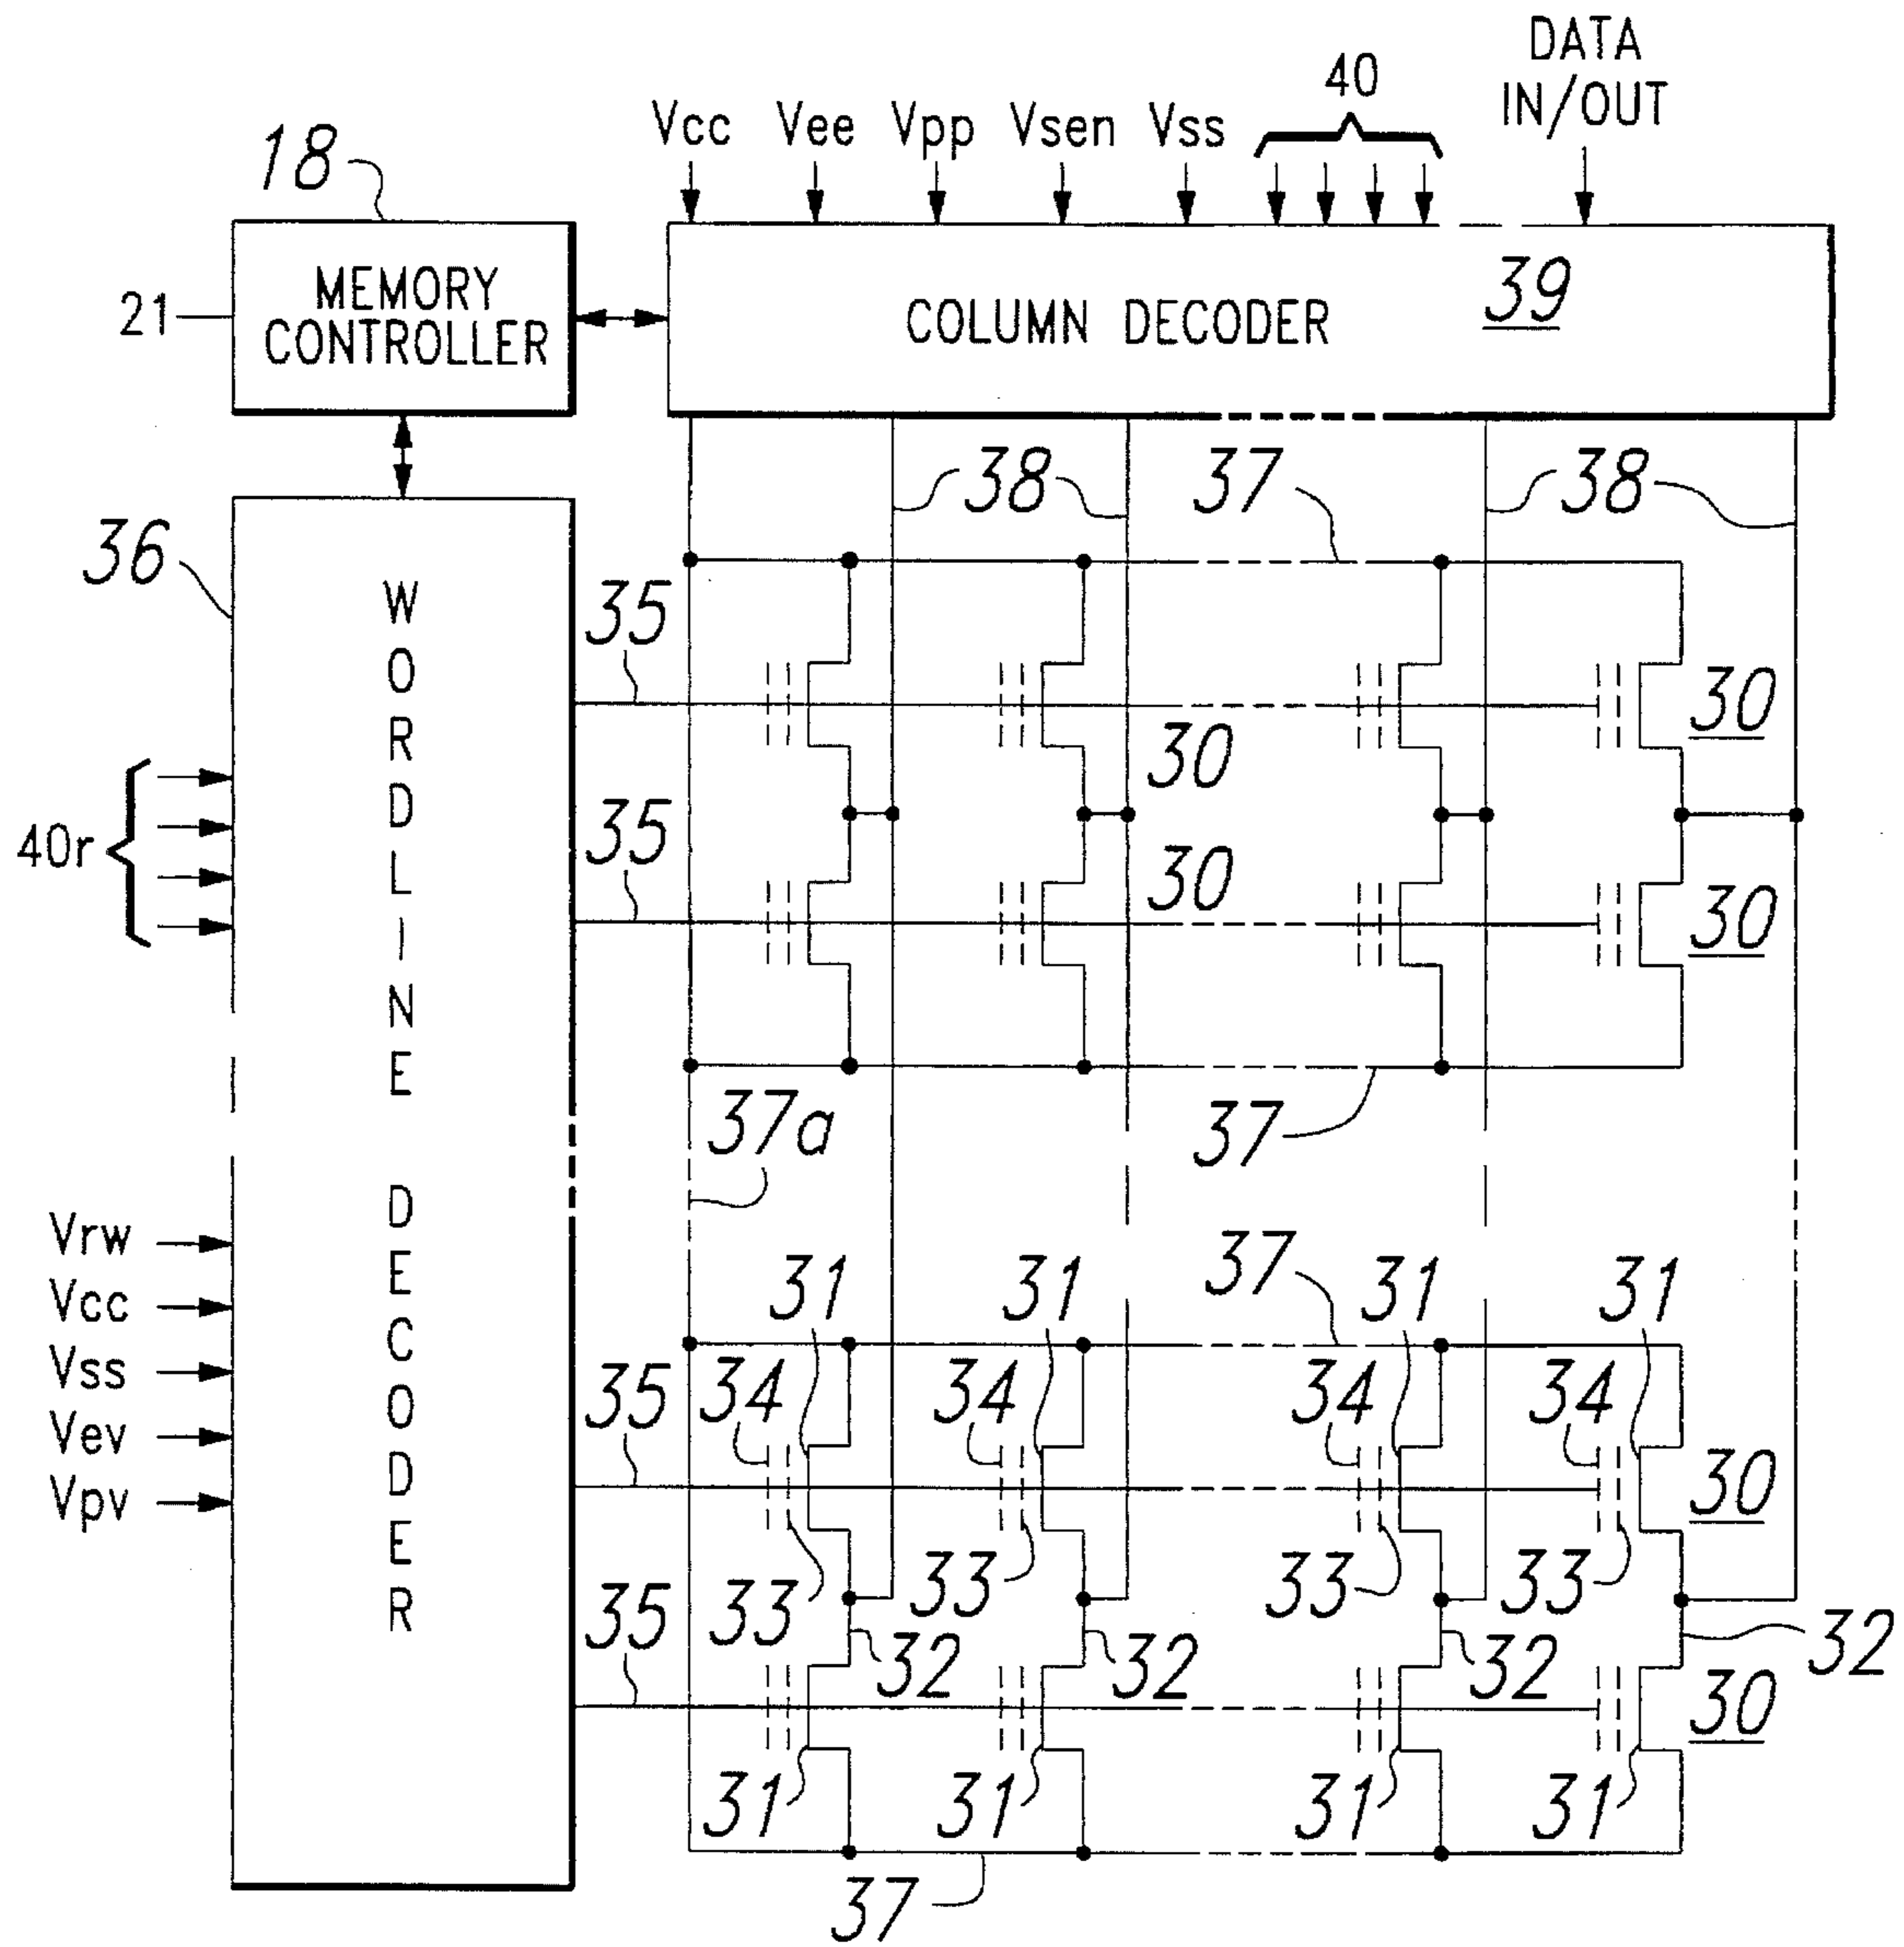 DATA
IN/OUT
40
Vcc Vee Vpp Vsen Vss
18
21
MEMORY
CONTROLLER
COLUMN DECODER 39
38 37 38
36
WORDLINE DECODER
35
30
30
40r
35
30
30
37a
37
Vrw
Vcc
Vss
Vev
Vpv
31 31 37 31 31
35 34 34 34 34
30
33 33 33 33
35
32 32 32 32
30
31 31 31 31
37